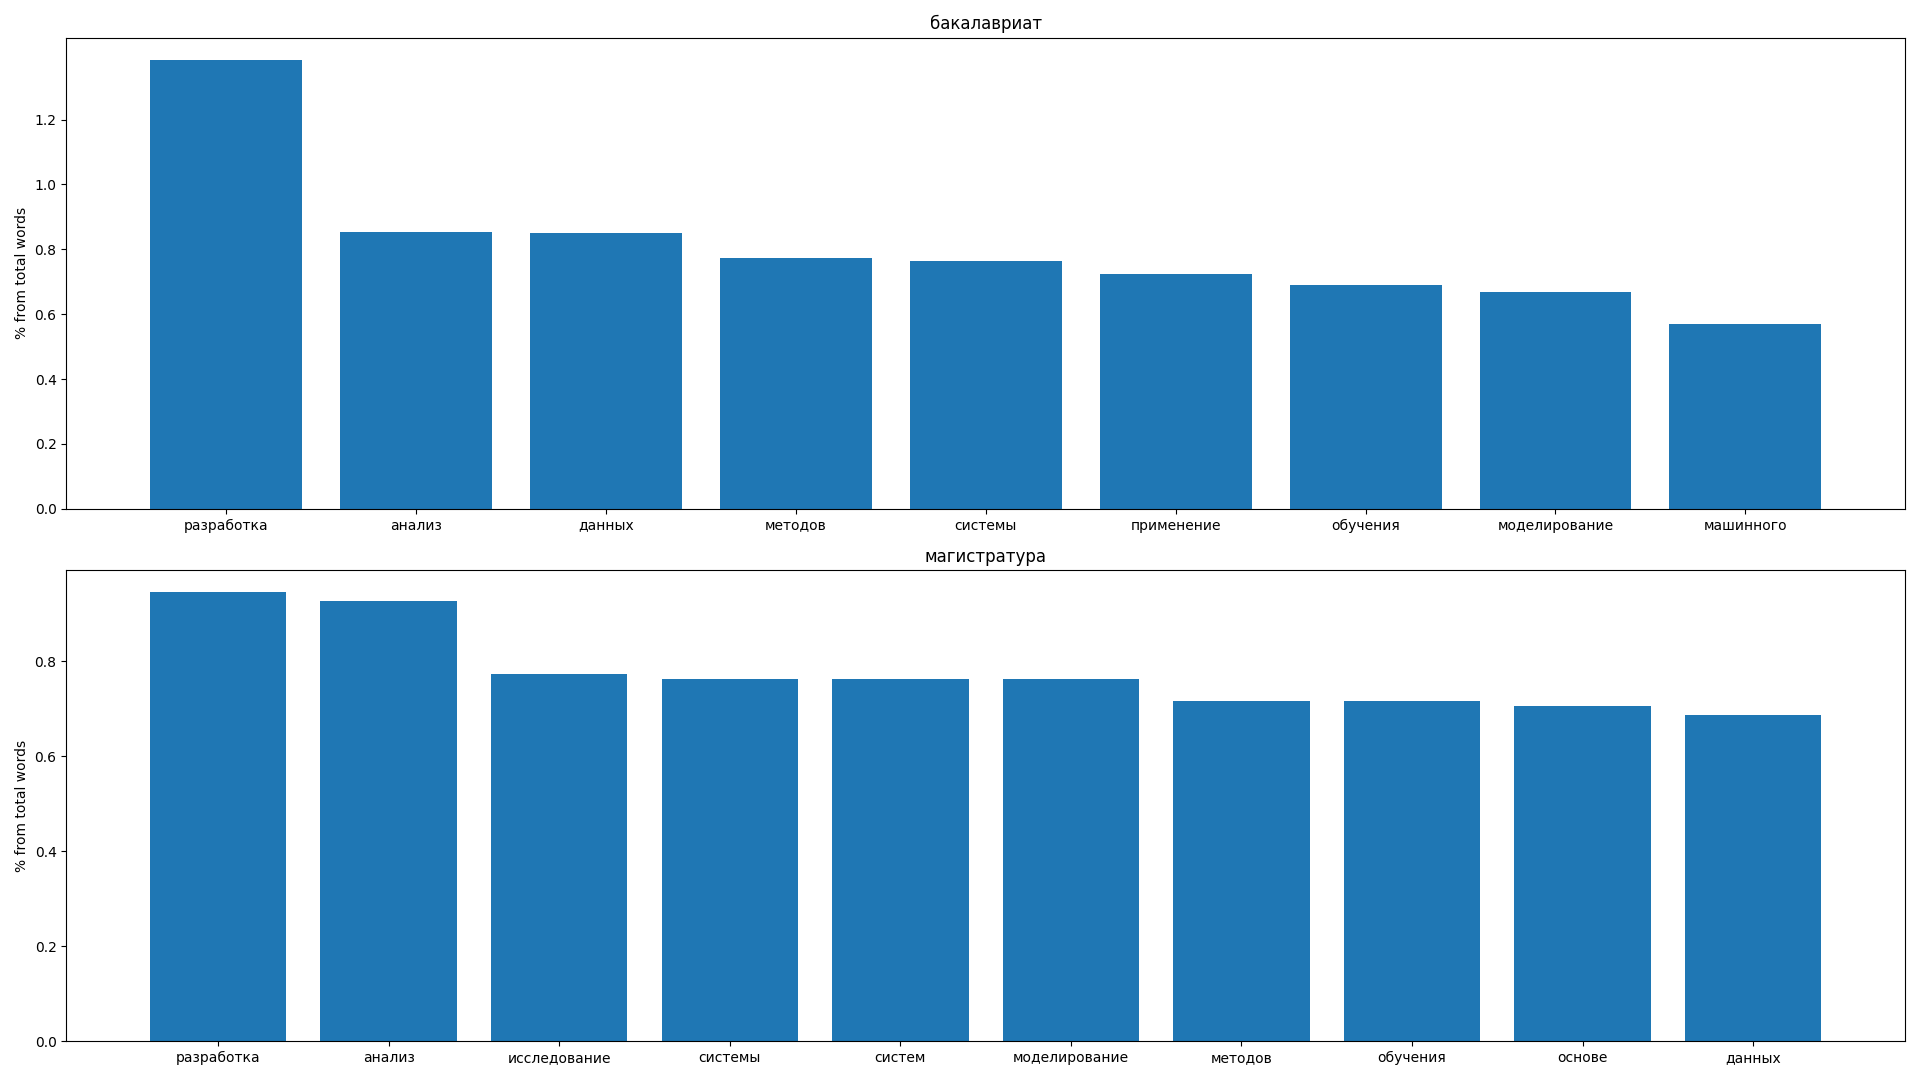 бакалавриат
% from total words
1.2
1.0
0.8
0.6
0.4
0.2
0.0
разработка анализ данных методов системы применение обучения моделирование машинного
магистратура
% from total words
0.8
0.6
0.4
0.2
0.0
разработка анализ исследование системы систем моделирование методов обучения основе данных